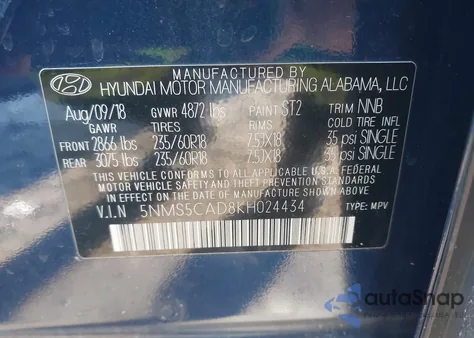 MANUFACTURED BY
HYUNDAI MOTOR MANUFACTURING ALABAMA, LLC
Aug/09/18 GVWR 4872 lbs PAINT ST2 TRIM NNB
GAWR TIRES RIMS COLD TIRE INFL
FRONT 2866 lbs 235/60R18 7.5JX18 35 psi SINGLE
REAR 3075 lbs 235/60R18 7.5JX18 35 psi SINGLE
THIS VEHICLE CONFORMS TO ALL APPLICABLE U.S. FEDERAL
MOTOR VEHICLE SAFETY, BUMPER, AND THEFT PREVENTION STANDARDS
IN EFFECT ON THE DATE OF MANUFACTURE SHOWN ABOVE.
V.I.N 5NMS5CAD8KH024434
TYPE: MPV
autoSnap